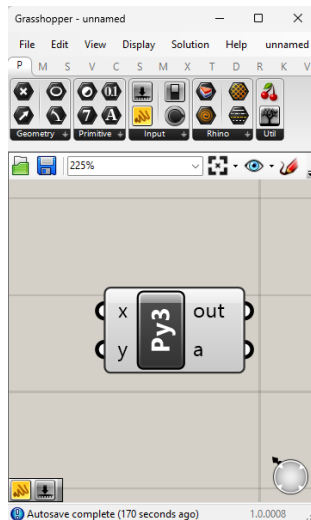 Grasshopper - unnamed
File Edit View Display Solution Help unnamed
P M S V C S M X T D R K V
Geometry Primitive Input Rhino Util
225%
x Py3 out
y a
Autosave complete (170 seconds ago) 1.0.0008